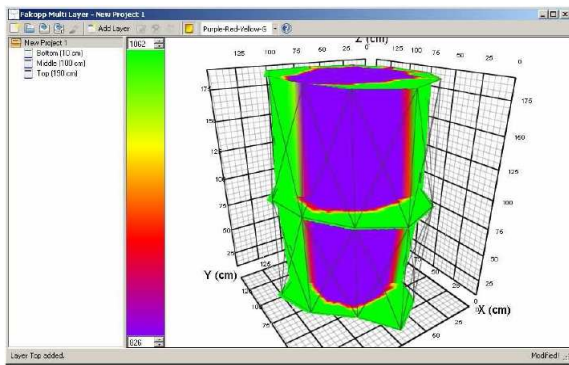 Fakopp Multi Layer - New Project 1
Add Layer
Purple-Red-Yellow-G
New Project 1
Bottom (10 cm)
Middle (100 cm)
Top (190 cm)
1062
826
Z (cm)
125 100 75 50 25 0
125 100 75 50 25 0
175
150
125
100
75
50
25
175
150
125
100
75
50
25
0
Y (cm)
125
100
75
X (cm)
75
50
25
0
Layer Top added.
Modified!